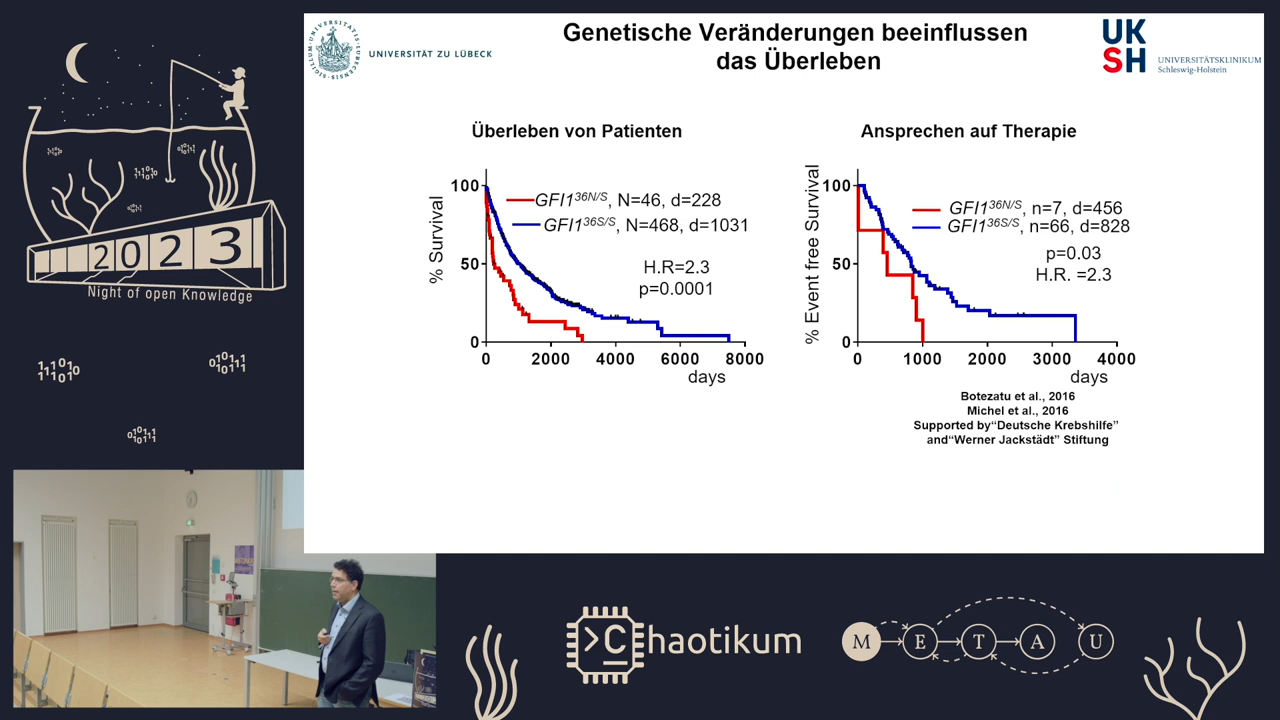 Genetische Veränderungen beeinflussen
das Überleben
UNIVERSITÄT ZU LÜBECK
UK
SH
UNIVERSITÄTSKLINIKUM
Schleswig-Holstein
Überleben von Patienten
% Survival
100
50
0
GFI1 36N/S, N=46, d=228
GFI1 36S/S, N=468, d=1031
H.R=2.3
p=0.0001
0 2000 4000 6000 8000
days
Ansprechen auf Therapie
% Event free Survival
100
50
0
GFI1 36N/S, n=7, d=456
GFI1 36S/S, n=66, d=828
p=0.03
H.R. =2.3
0 1000 2000 3000 4000
days
Botezatu et al., 2016
Michel et al., 2016
Supported by“Deutsche Krebshilfe”
and“Werner Jackstädt” Stiftung
2023
Night of open Knowledge
>C haotikum
M E T A U